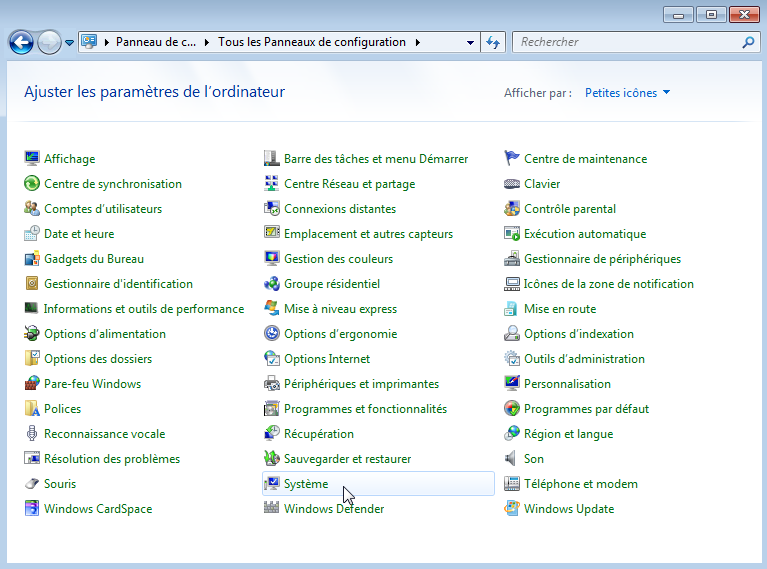 Panneau de c... Tous les Panneaux de configuration Rechercher
Ajuster les paramètres de l'ordinateur Afficher par : Petites icônes
Affichage Barre des tâches et menu Démarrer Centre de maintenance
Centre de synchronisation Centre Réseau et partage Clavier
Comptes d'utilisateurs Connexions distantes Contrôle parental
Date et heure Emplacement et autres capteurs Exécution automatique
Gadgets du Bureau Gestion des couleurs Gestionnaire de périphériques
Gestionnaire d'identification Groupe résidentiel Icônes de la zone de notification
Informations et outils de performance Mise à niveau express Mise en route
Options d'alimentation Options d'ergonomie Options d'indexation
Options des dossiers Options Internet Outils d'administration
Pare-feu Windows Périphériques et imprimantes Personnalisation
Polices Programmes et fonctionnalités Programmes par défaut
Reconnaissance vocale Récupération Région et langue
Résolution des problèmes Sauvegarder et restaurer Son
Souris Système Téléphone et modem
Windows CardSpace Windows Defender Windows Update